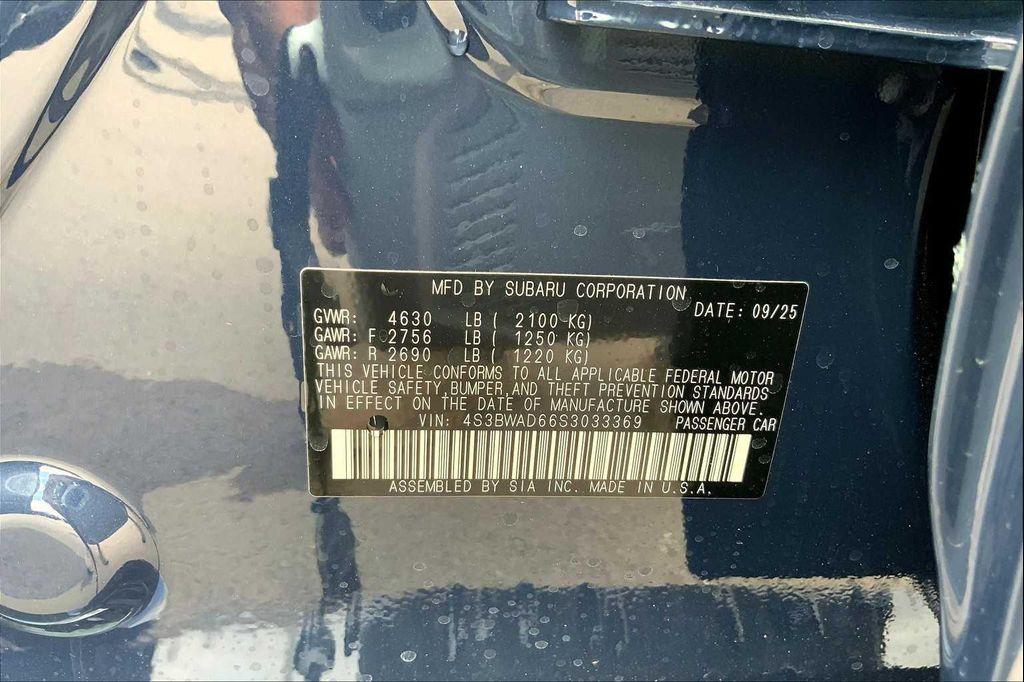 MFD BY SUBARU CORPORATION
DATE: 09/25
GVWR: 4630 LB ( 2100 KG)
GAWR: F 2756 LB ( 1250 KG)
GAWR: R 2690 LB ( 1220 KG)
THIS VEHICLE CONFORMS TO ALL APPLICABLE FEDERAL MOTOR
VEHICLE SAFETY, BUMPER, AND THEFT PREVENTION STANDARDS
IN EFFECT ON THE DATE OF MANUFACTURE SHOWN ABOVE.
VIN: 4S3BWAD66S3033369 PASSENGER CAR
ASSEMBLED BY SIA INC. MADE IN U.S.A.